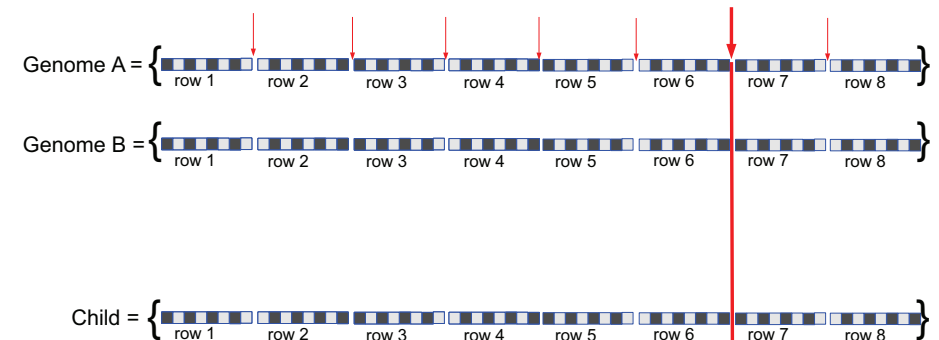 Genome A = { }
row 1 row 2 row 3 row 4 row 5 row 6 row 7 row 8
Genome B = { }
row 1 row 2 row 3 row 4 row 5 row 6 row 7 row 8
Child = { }
row 1 row 2 row 3 row 4 row 5 row 6 row 7 row 8